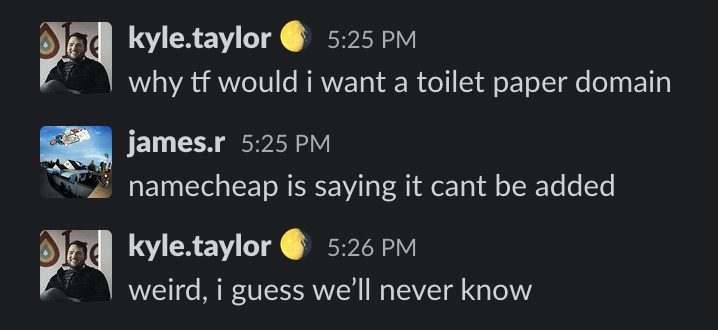 kyle.taylor 5:25 PM
why tf would i want a toilet paper domain
james.r 5:25 PM
namecheap is saying it cant be added
kyle.taylor 5:26 PM
weird, i guess we’ll never know